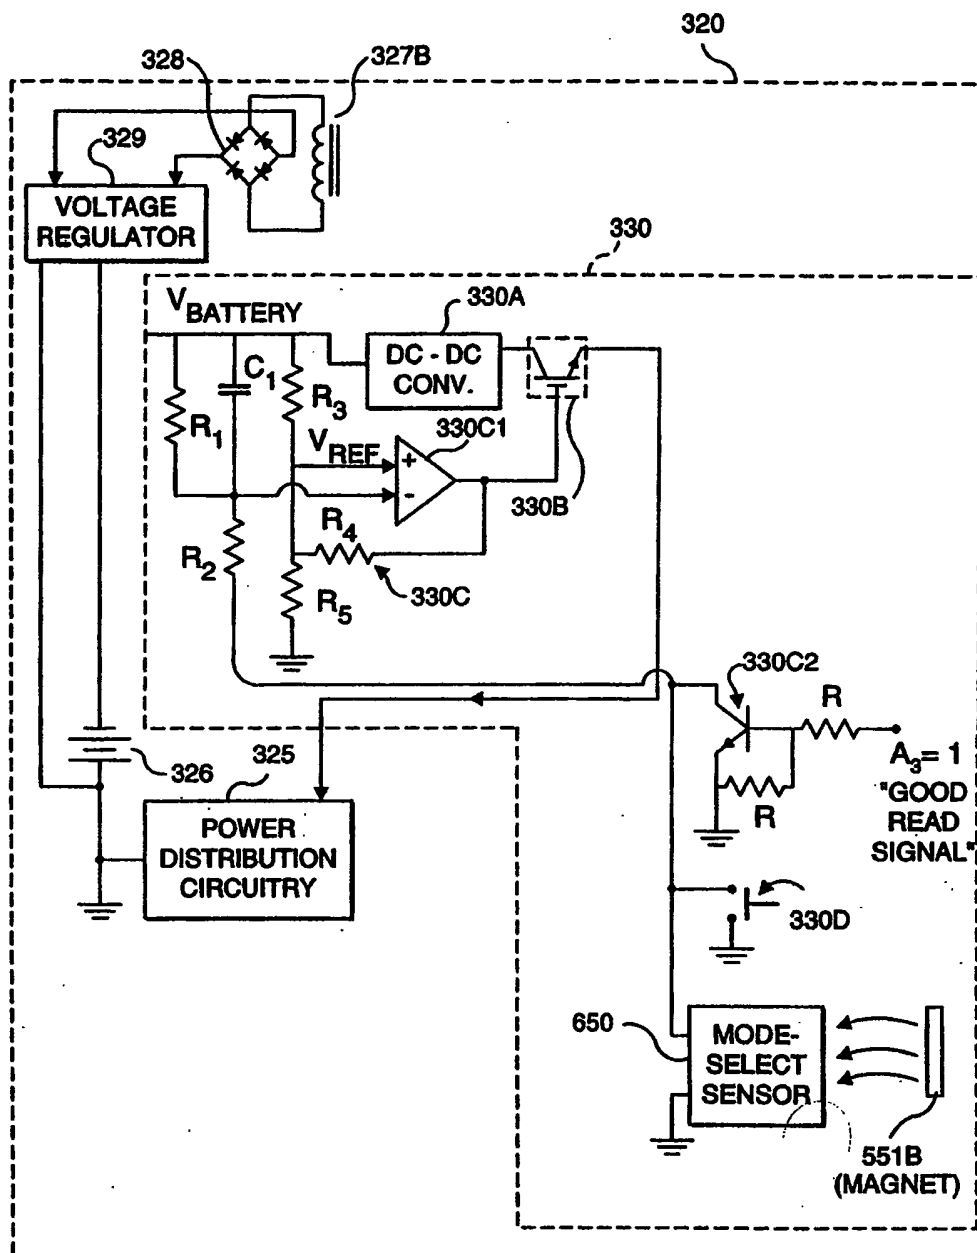 320
328
327B
329
VOLTAGE
REGULATOR
330
V BATTERY
330A
DC - DC
CONV.
C1
R1
R3
330C1
VREF
+
-
330B
R4
R2
330C
R5
330C2
R
A3= 1
"GOOD
READ
SIGNAL"
R
326
325
POWER
DISTRIBUTION
CIRCUITRY
330D
650
MODE-
SELECT
SENSOR
551B
(MAGNET)